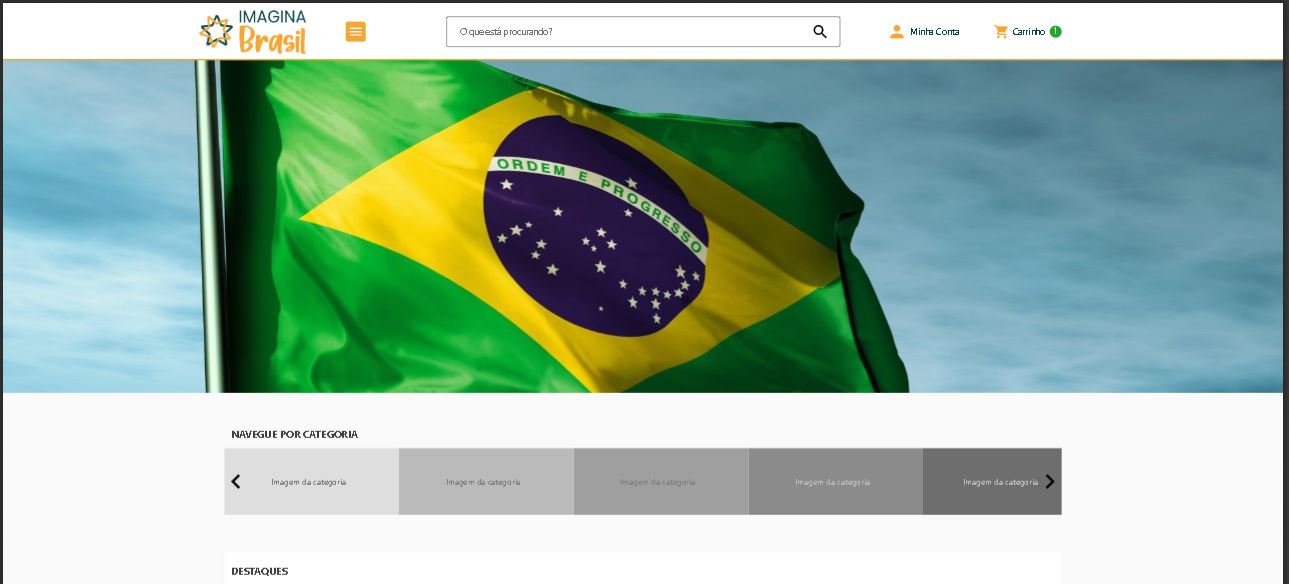 IMAGINA
Brasil
O que está procurando?
Minha Conta
Carrinho 1
ORDEM E PROGRESSO
NAVEGUE POR CATEGORIA
Imagem da categoria
Imagem da categoria
Imagem da categoria
Imagem da categoria
Imagem da categoria
DESTAQUES